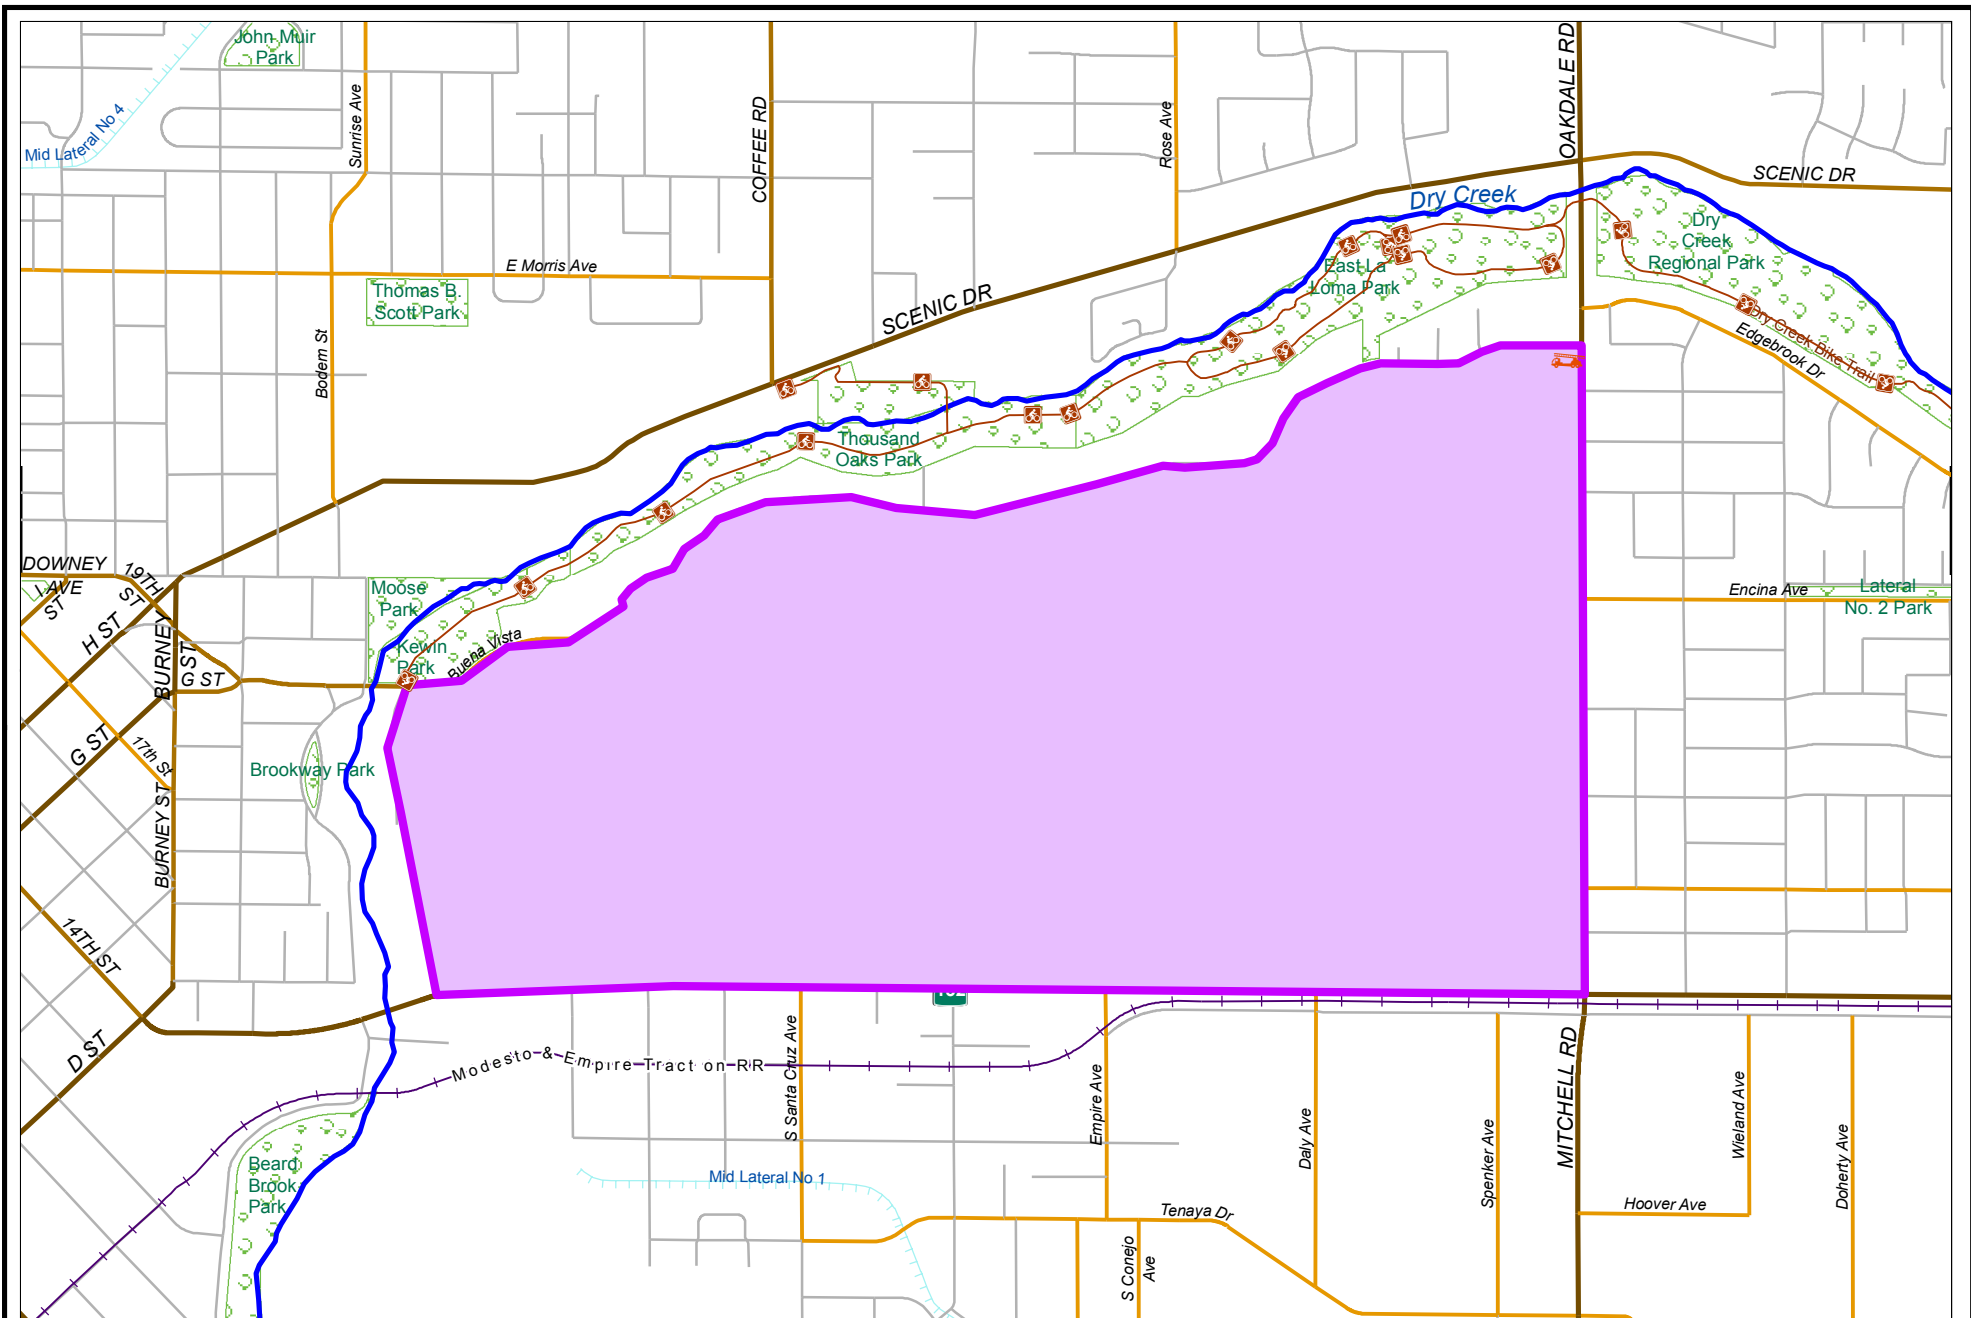 John Muir
Park
Mid Lateral No 4
Sunrise Ave
COFFEE RD
Rose Ave
OAKDALE RD
SCENIC DR
Dry Creek
Dry
Creek
Regional Park
E Morris Ave
Thomas B.
Scott Park
East La
Loma Park
SCENIC DR
Bodem St
Dry Creek Bike Trail
Edgebrook Dr
Thousand
Oaks Park
DOWNEY
AVE
I
ST
19TH
ST
H ST
BURNEY
ST
G ST
Moose
Park
Kewin
Park
Buena Vista
Encina Ave
Lateral
No. 2 Park
G ST
17th St
Brookway Park
BURNEY ST
14TH ST
D ST
Modesto & Empire Tract on RR
S Santa Cruz Ave
Empire Ave
Daly Ave
Spenker Ave
MITCHELL RD
Wieland Ave
Doherty Ave
Beard
Brook
Park
Mid Lateral No 1
Tenaya Dr
S Conejo
Ave
Hoover Ave